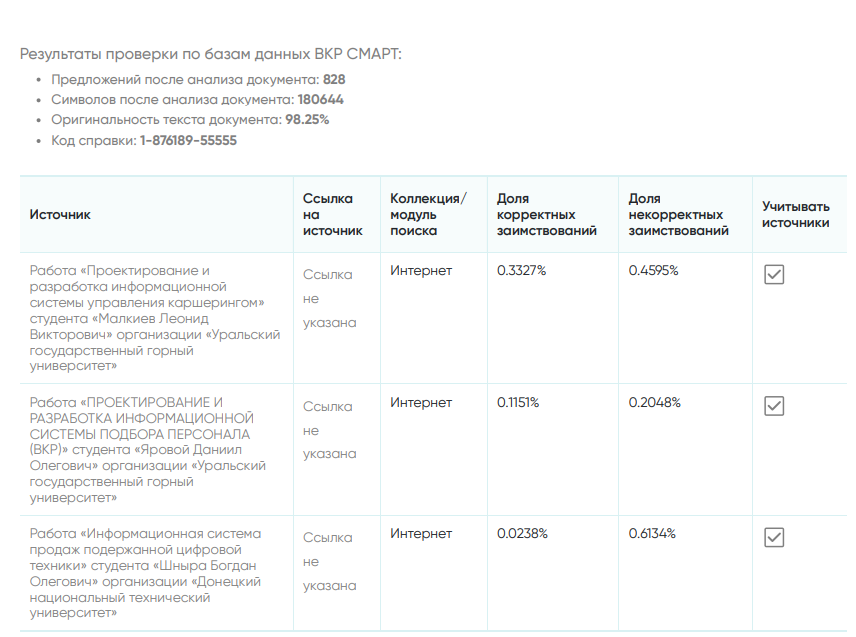 Результаты проверки по базам данных ВКР СМАРТ:
• Предложений после анализа документа: 828
• Символов после анализа документа: 180644
• Оригинальность текста документа: 98.25%
• Код справки: 1-876189-55555
Источник
Ссылка
на
источник
Коллекция/
модуль
поиска
Доля
корректных
заимствований
Доля
некорректных
заимствований
Учитывать
источники
Работа «Проектирование и
разработка информационной
системы управления каршерингом»
студента «Малкиев Леонид
Викторович» организации «Уральский
государственный горный
университет»
Ссылка
не
указана
Интернет
0.3327%
0.4595%
Работа «ПРОЕКТИРОВАНИЕ И
РАЗРАБОТКА ИНФОРМАЦИОННОЙ
СИСТЕМЫ ПОДБОРА ПЕРСОНАЛА
(ВКР)» студента «Яровой Даниил
Олегович» организации «Уральский
государственный горный
университет»
Ссылка
не
указана
Интернет
0.1151%
0.2048%
Работа «Информационная система
продаж подержанной цифровой
техники» студента «Шныра Богдан
Олегович» организации «Донецкий
национальный технический
университет»
Ссылка
не
указана
Интернет
0.0238%
0.6134%